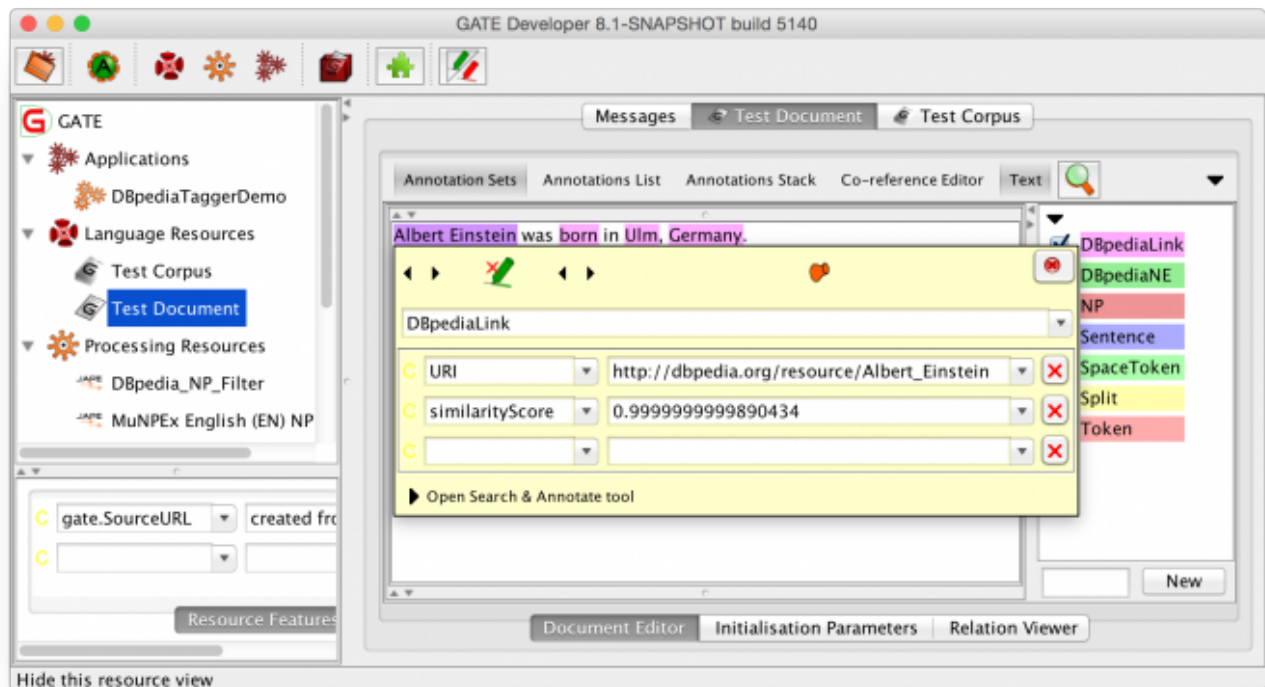 GATE Developer 8.1-SNAPSHOT build 5140
GATE
Applications
DBpediaTaggerDemo
Language Resources
Test Corpus
Test Document
Processing Resources
DBpedia_NP_Filter
MuNPEx English (EN) NP
C gate.SourceURL created fro
C
Resource Features
Messages Test Document Test Corpus
Annotation Sets Annotations List Annotations Stack Co-reference Editor Text
Albert Einstein was born in Ulm, Germany.
DBpediaLink
C URI http://dbpedia.org/resource/Albert_Einstein
C similarityScore 0.9999999999890434
C
Open Search & Annotate tool
DBpediaLink
DBpediaNE
NP
Sentence
SpaceToken
Split
Token
New
Document Editor Initialisation Parameters Relation Viewer
Hide this resource view